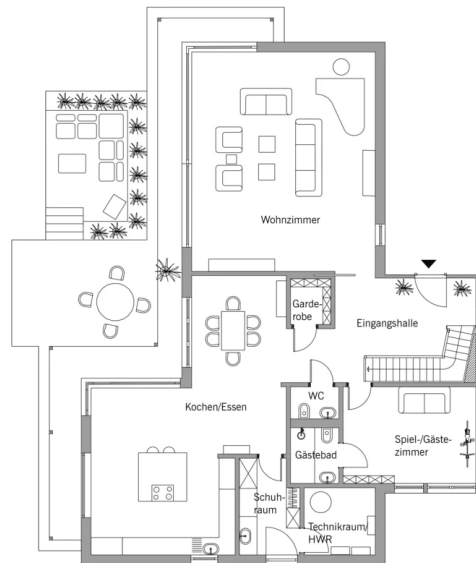 Wohnzimmer
Garde-
robe
Eingangshalle
WC
Kochen/Essen
Gästebad
Spiel-/Gäste-
zimmer
Schuh-
raum
Technikraum/
HWR